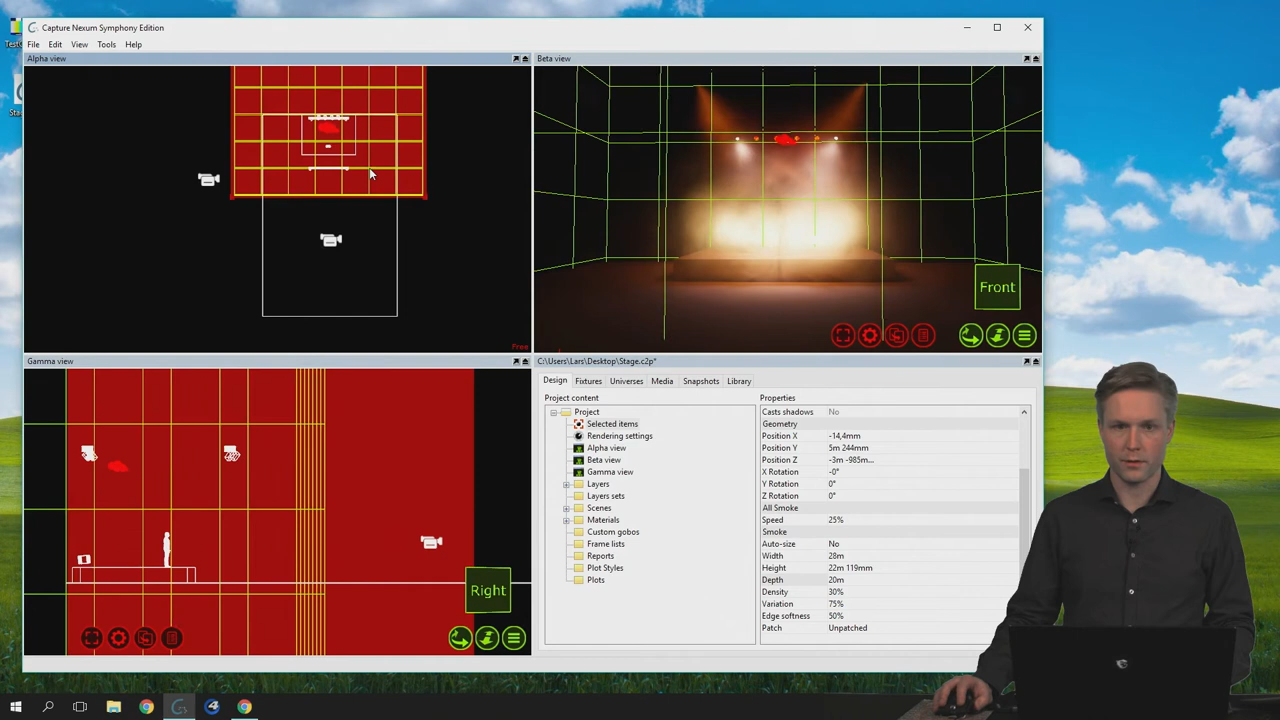 Capture Nexum Symphony Edition
File Edit View Tools Help
Alpha view
Beta view
Free
Front
Gamma view
Right
C:\Users\Lars\Desktop\Stage.c2p*
Design Fixtures Universes Media Snapshots Library
Project content
Project
Selected items
Rendering settings
Alpha view
Beta view
Gamma view
Layers
Layers sets
Scenes
Materials
Custom gobos
Frame lists
Reports
Plot Styles
Plots
Properties
Casts shadows No
Geometry
Position X -14,4mm
Position Y 5m 244mm
Position Z -3m -985m...
X Rotation -0°
Y Rotation 0°
Z Rotation 0°
All Smoke
Speed 25%
Smoke
Auto-size No
Width 28m
Height 22m 119mm
Depth 20m
Density 30%
Variation 75%
Edge softness 50%
Patch Unpatched